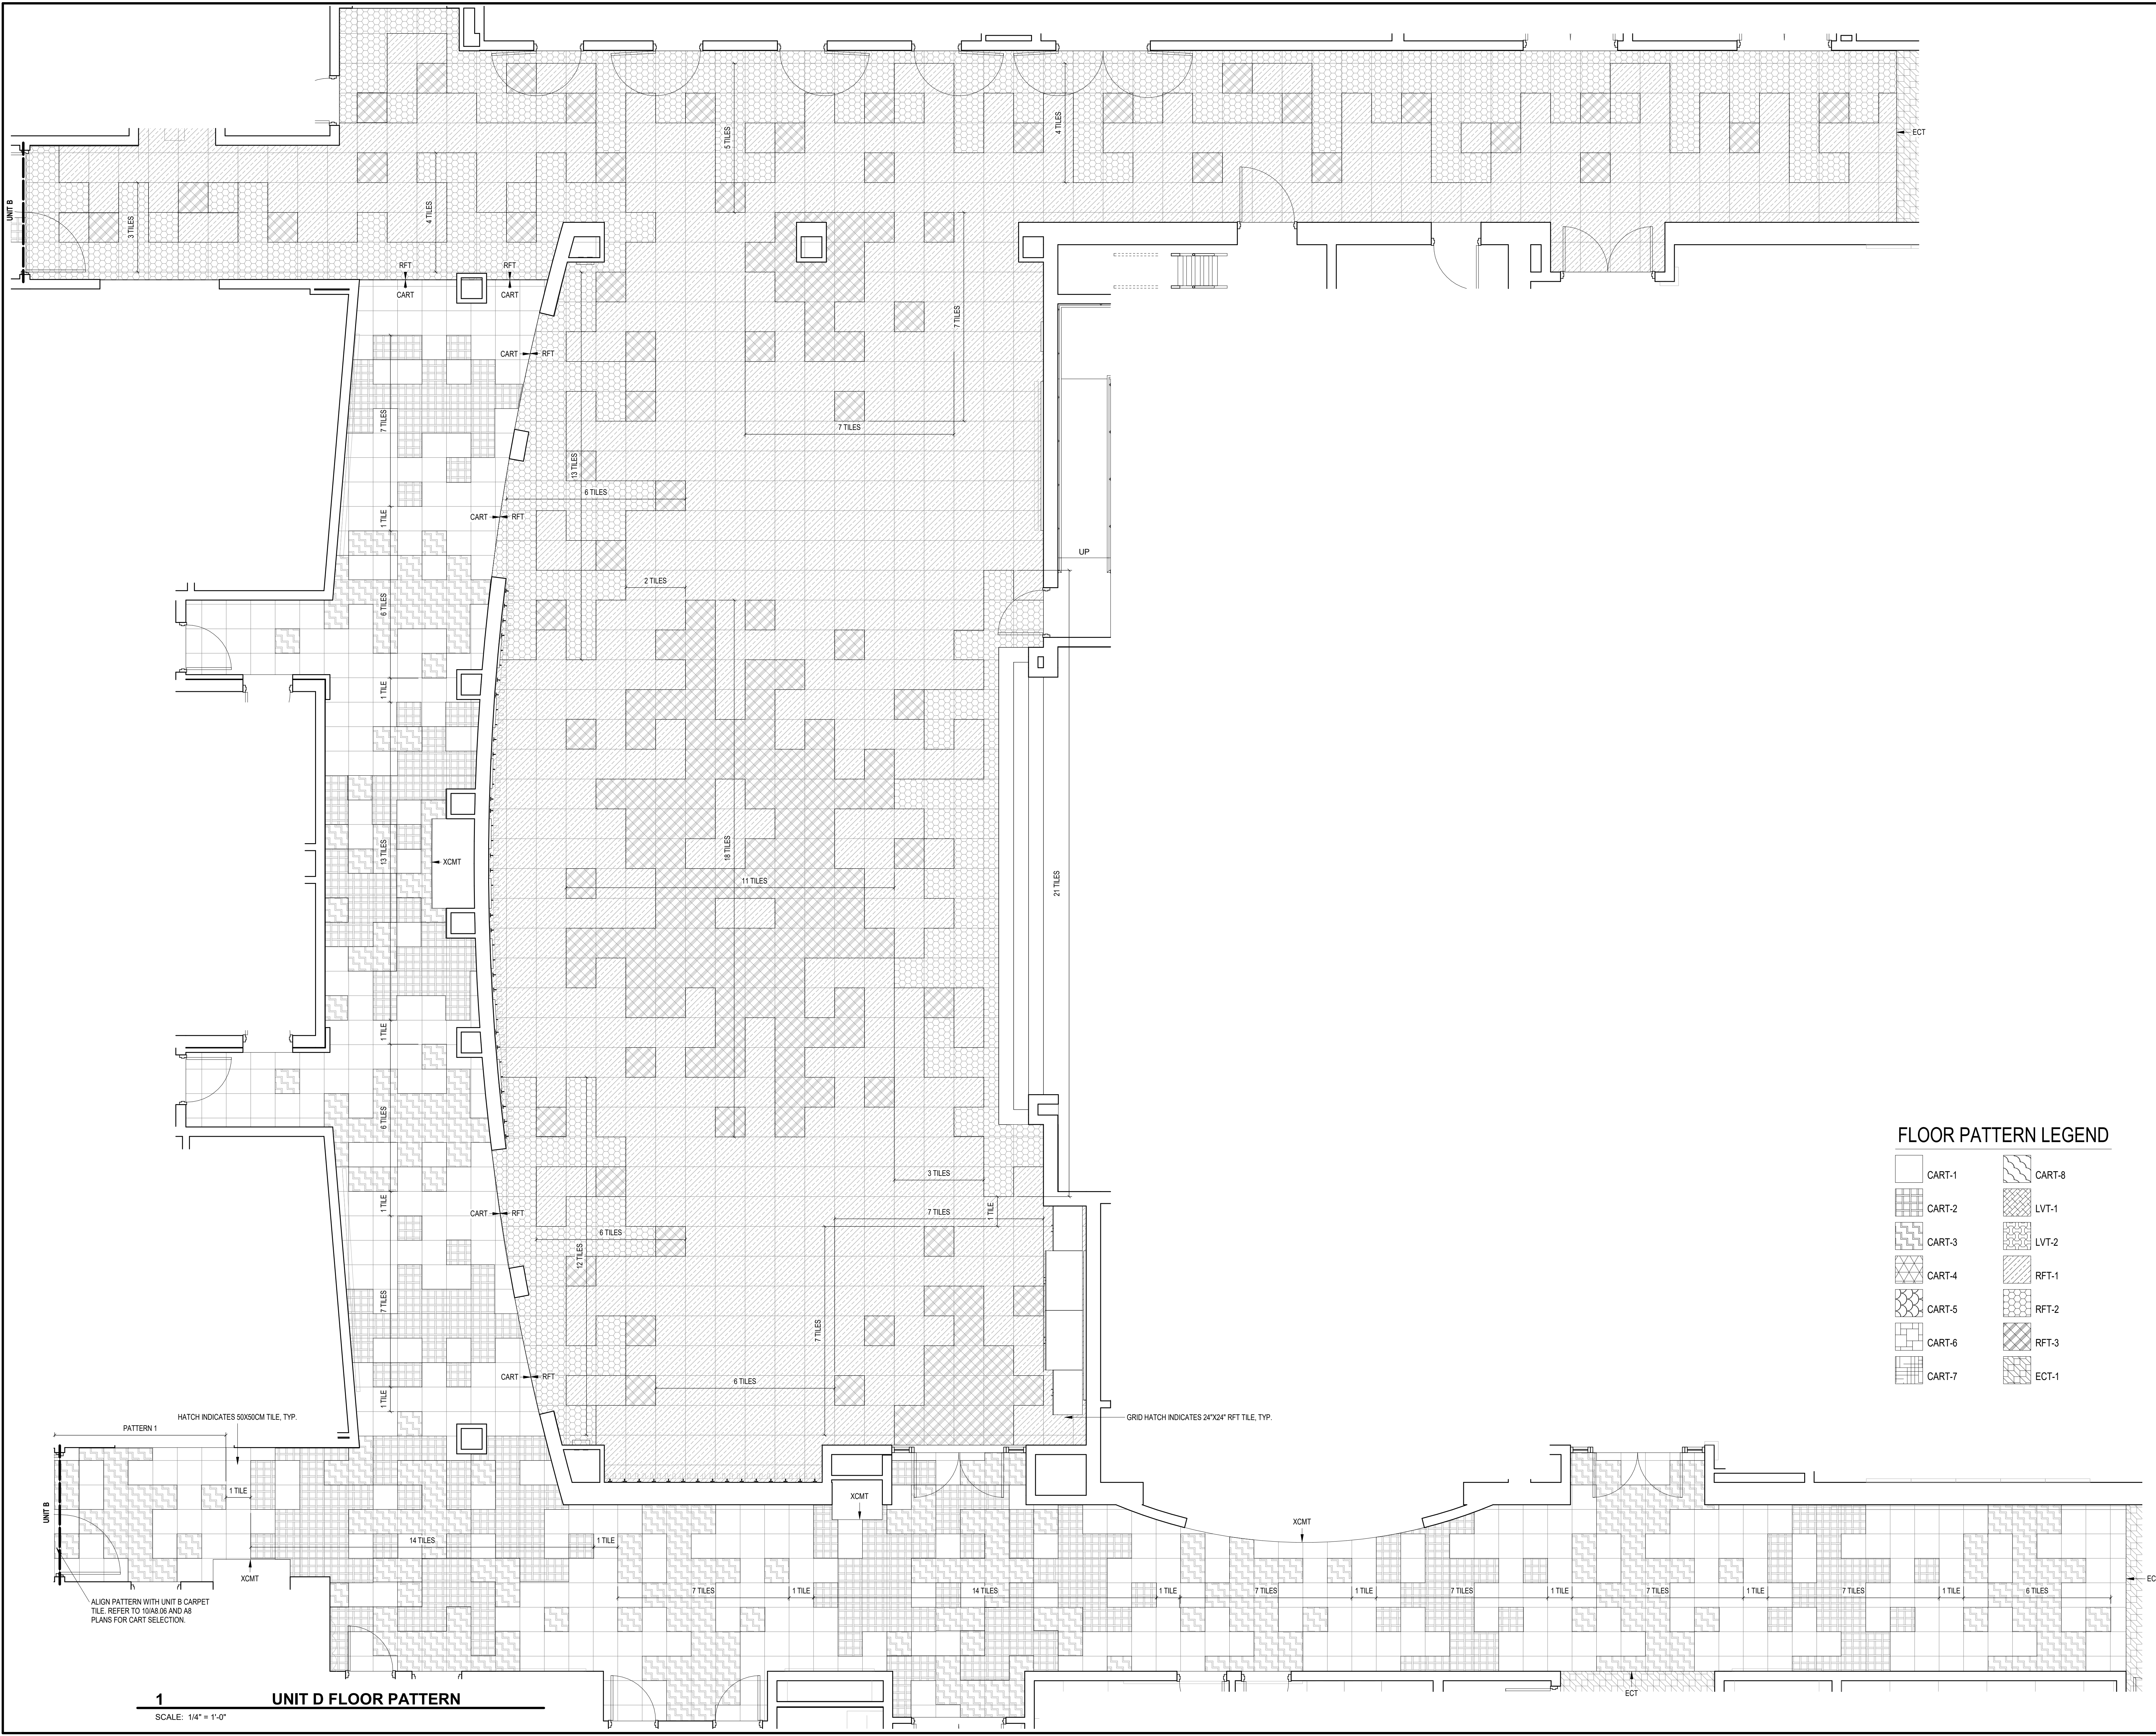 ECT
5 TILES
4 TILES
UNIT B
3 TILES
4 TILES
RFT
CART
RFT
CART
CART
RFT
7 TILES
7 TILES
7 TILES
13 TILES
6 TILES
1 TILE
CART
RFT
UP
2 TILES
6 TILES
1 TILE
13 TILES
XCMT
18 TILES
11 TILES
21 TILES
1 TILE
6 TILES
3 TILES
1 TILE
CART
RFT
7 TILES
1 TILE
6 TILES
12 TILES
7 TILES
7 TILES
CART
RFT
6 TILES
1 TILE
FLOOR PATTERN LEGEND
CART-1
CART-2
CART-3
CART-4
CART-5
CART-6
CART-7
CART-8
LVT-1
LVT-2
RFT-1
RFT-2
RFT-3
ECT-1
HATCH INDICATES 50X50CM TILE, TYP.
GRID HATCH INDICATES 24"X24" RFT TILE, TYP.
PATTERN 1
1 TILE
UNIT B
XCMT
XCMT
14 TILES
1 TILE
XCMT
7 TILES
1 TILE
14 TILES
1 TILE
7 TILES
1 TILE
7 TILES
1 TILE
7 TILES
1 TILE
7 TILES
1 TILE
6 TILES
EC
ALIGN PATTERN WITH UNIT B CARPET
TILE. REFER TO 10/A8.06 AND A8
PLANS FOR CART SELECTION.
ECT
1
UNIT D FLOOR PATTERN
SCALE: 1/4" = 1'-0"